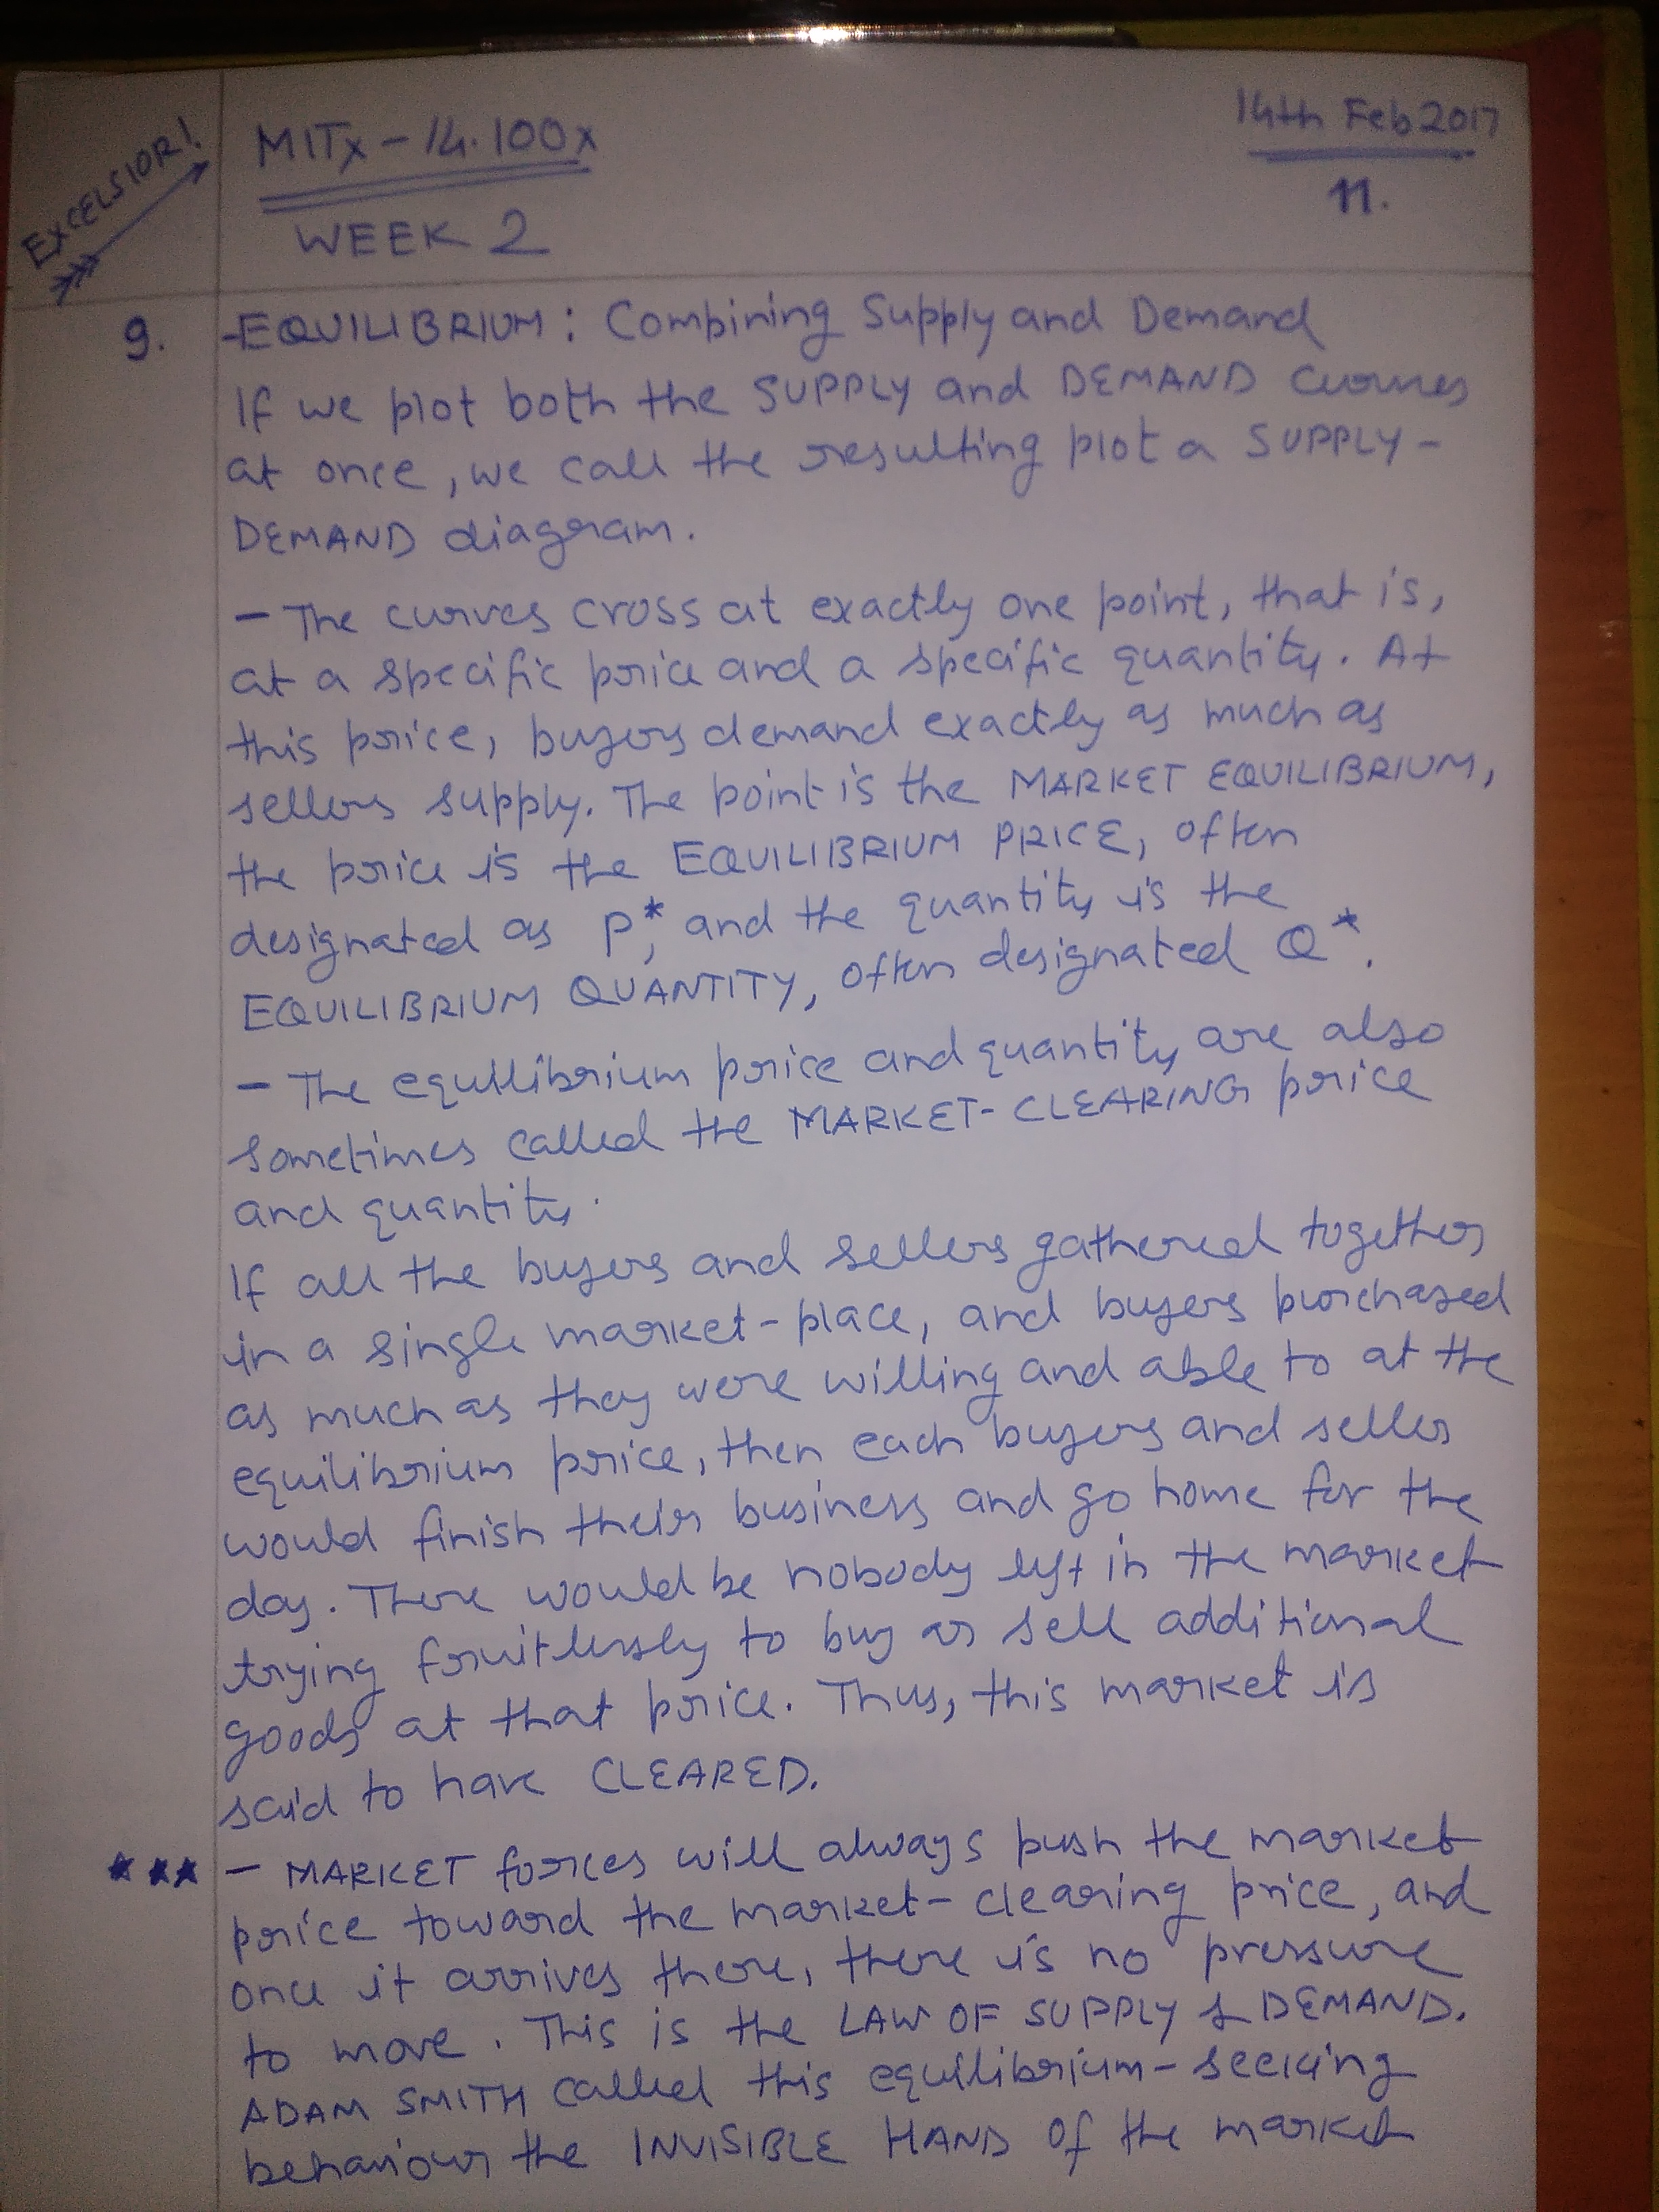 EXCELSIOR!
MITx - 14.100x
14th Feb 2017
11.
WEEK 2
9. EQUILIBRIUM: Combining Supply and Demand
If we plot both the SUPPLY and DEMAND curves
at once, we call the resulting plot a SUPPLY-
DEMAND diagram.
- The curves cross at exactly one point, that is,
at a specific price and a specific quantity. At
this price, buyers demand exactly as much as
sellers supply. The point is the MARKET EQUILIBRIUM,
the price is the EQUILIBRIUM PRICE, often
designated as P*, and the quantity is the
EQUILIBRIUM QUANTITY, often designated Q*.
- The equilibrium price and quantity are also
sometimes called the MARKET-CLEARING price
and quantity.
If all the buyers and sellers gathered together
in a single market-place, and buyers purchased
as much as they were willing and able to at the
equilibrium price, then each buyers and seller
would finish their business and go home for the
day. There would be nobody left in the market
trying fruitlessly to buy or sell additional
goods at that price. Thus, this market is
said to have CLEARED.
*** - MARKET forces will always push the market
price toward the market-clearing price, and
once it arrives there, there is no pressure
to move. This is the LAW OF SUPPLY & DEMAND.
ADAM SMITH called this equilibrium-seeking
behaviour the INVISIBLE HAND of the market